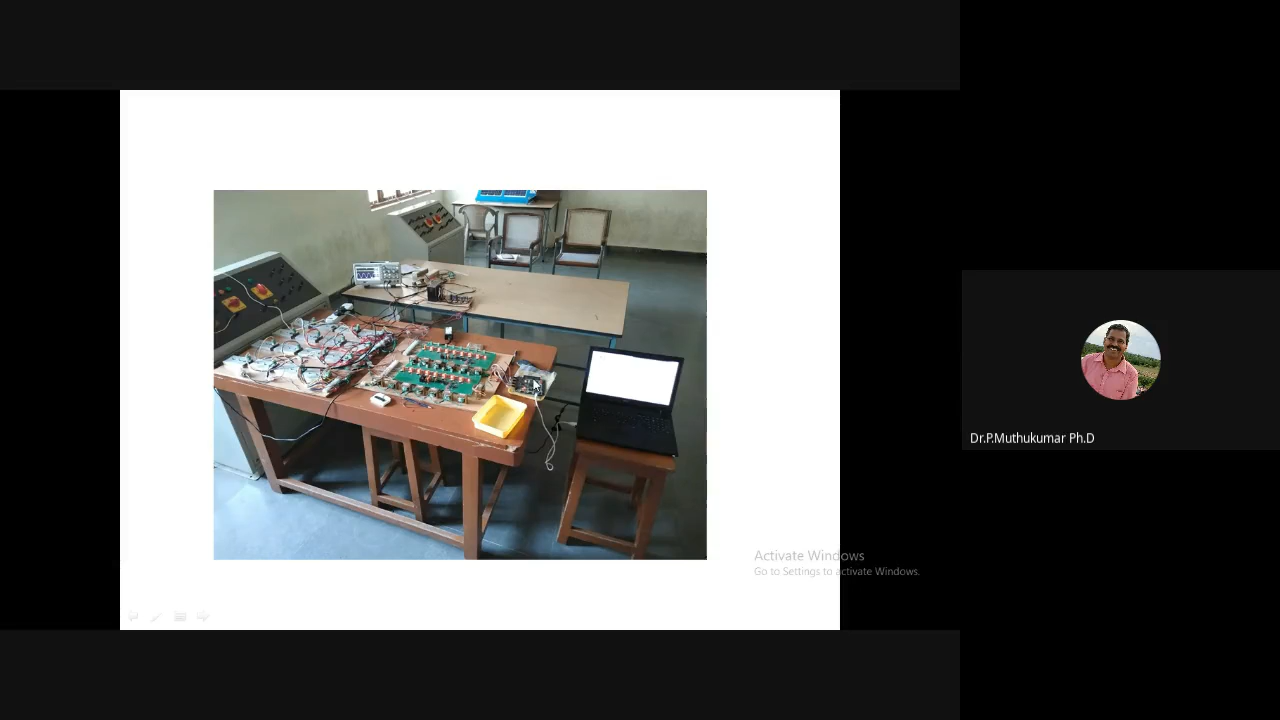 Activate Windows
Go to Settings to activate Windows.
Dr.P.Muthukumar Ph.D